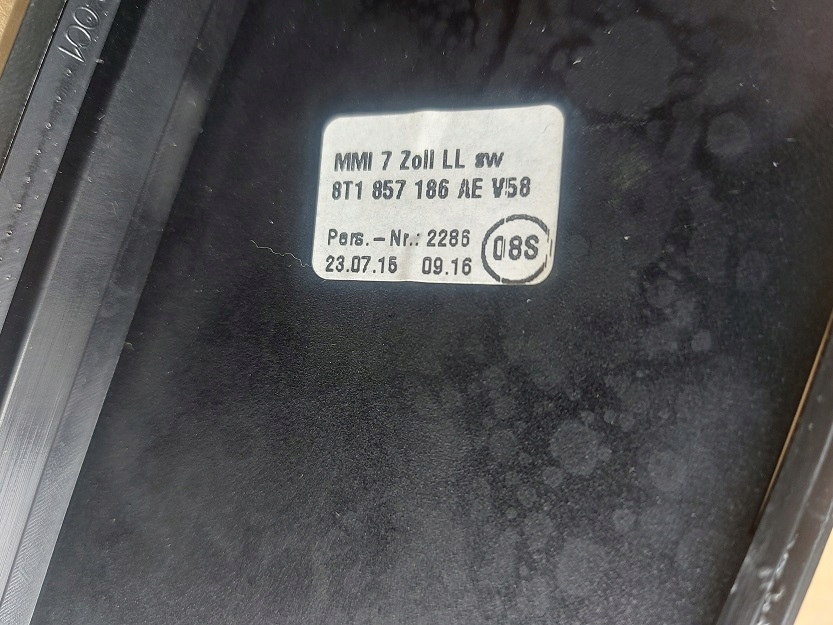 MMI 7 Zoll LL sw
8T1 857 186 AE V58
Pers.-Nr.: 2286
23.07.15 09.16
08S